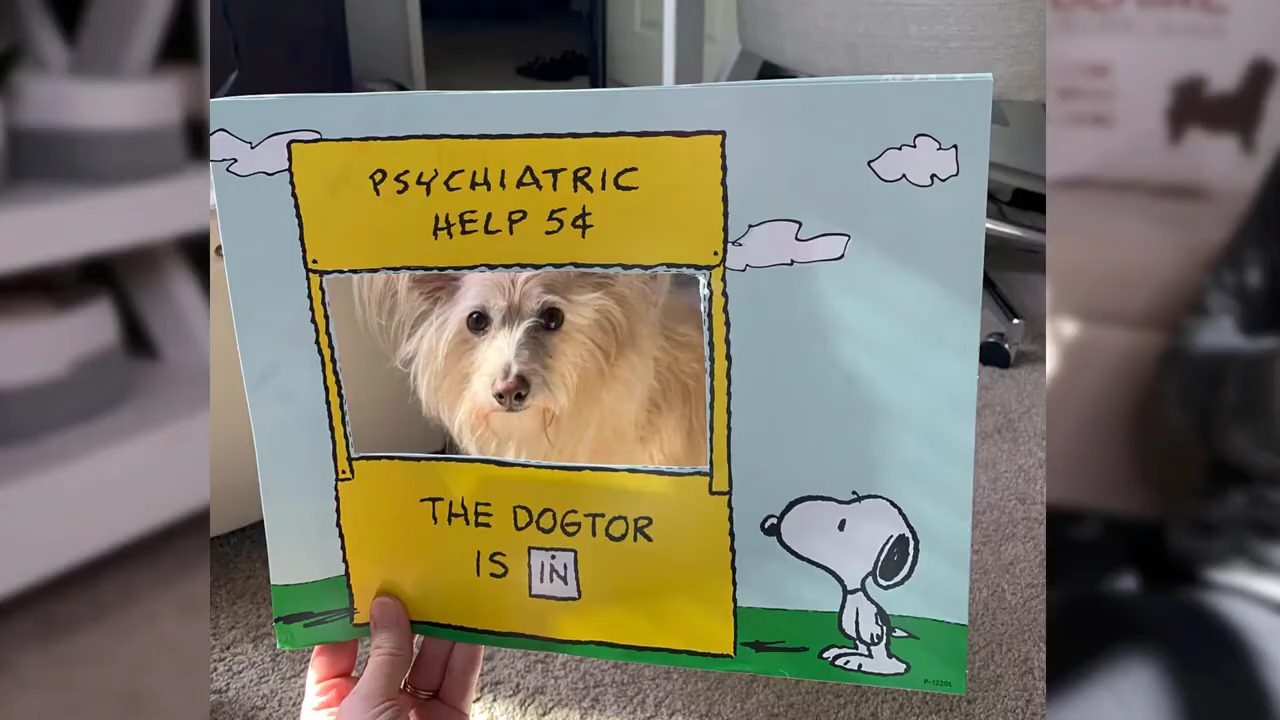 PSYCHIATRIC
HELP 5¢
THE DOGTOR
IS IN
P-1220L